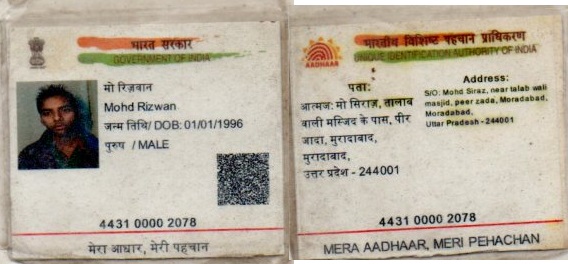 भारत सरकार
GOVERNMENT OF INDIA
मो रिज़वान
Mohd Rizwan
जन्म तिथि/ DOB: 01/01/1996
पुरुष / MALE
4431 0000 2078
मेरा आधार, मेरी पहचान
भारतीय विशिष्ट पहचान प्राधिकरण
UNIQUE IDENTIFICATION AUTHORITY OF INDIA
AADHAAR
पता:
आत्मज: मो सिराज़, तालाब
वाली मस्जिद के पास, पीर
जादा, मुरादाबाद,
मुरादाबाद,
उत्तर प्रदेश - 244001
Address:
S/O: Mohd Siraz, near talab wali
masjid, peer zada, Moradabad,
Moradabad,
Uttar Pradesh - 244001
4431 0000 2078
MERA AADHAAR, MERI PEHACHAN